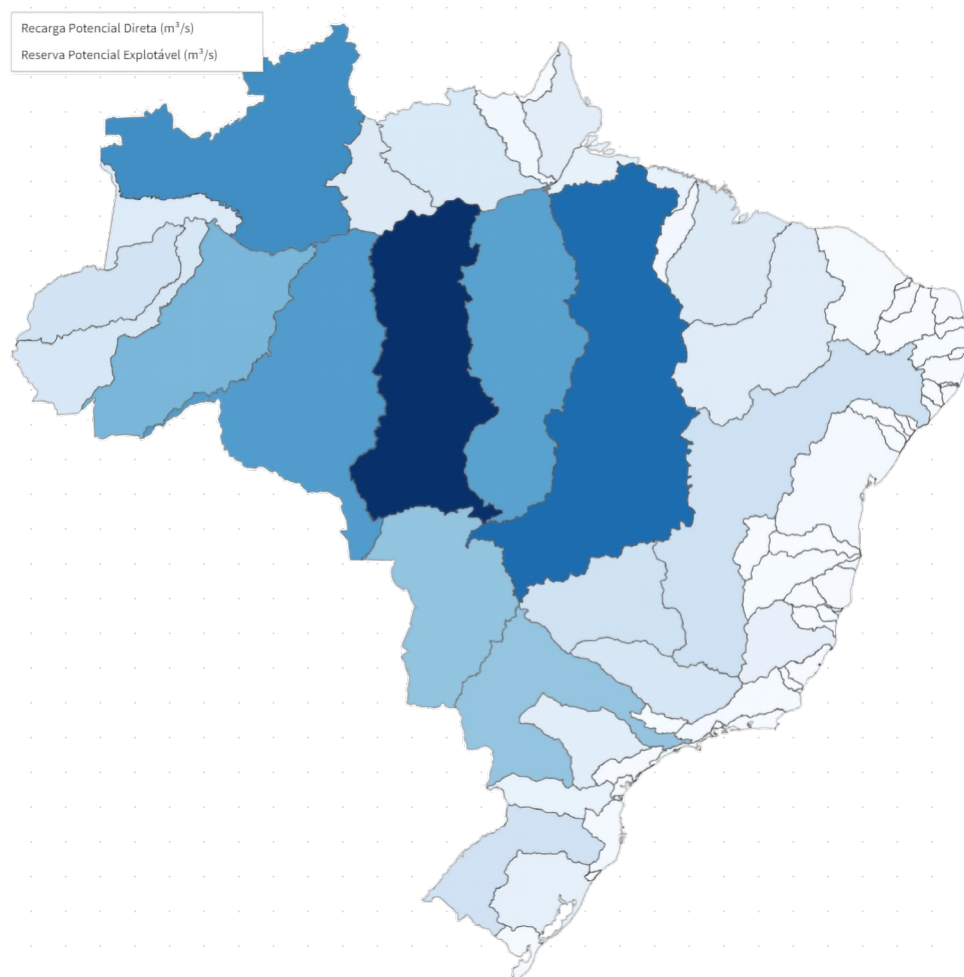 Recarga Potencial Direta (m³/s)
Reserva Potencial Explotável (m³/s)